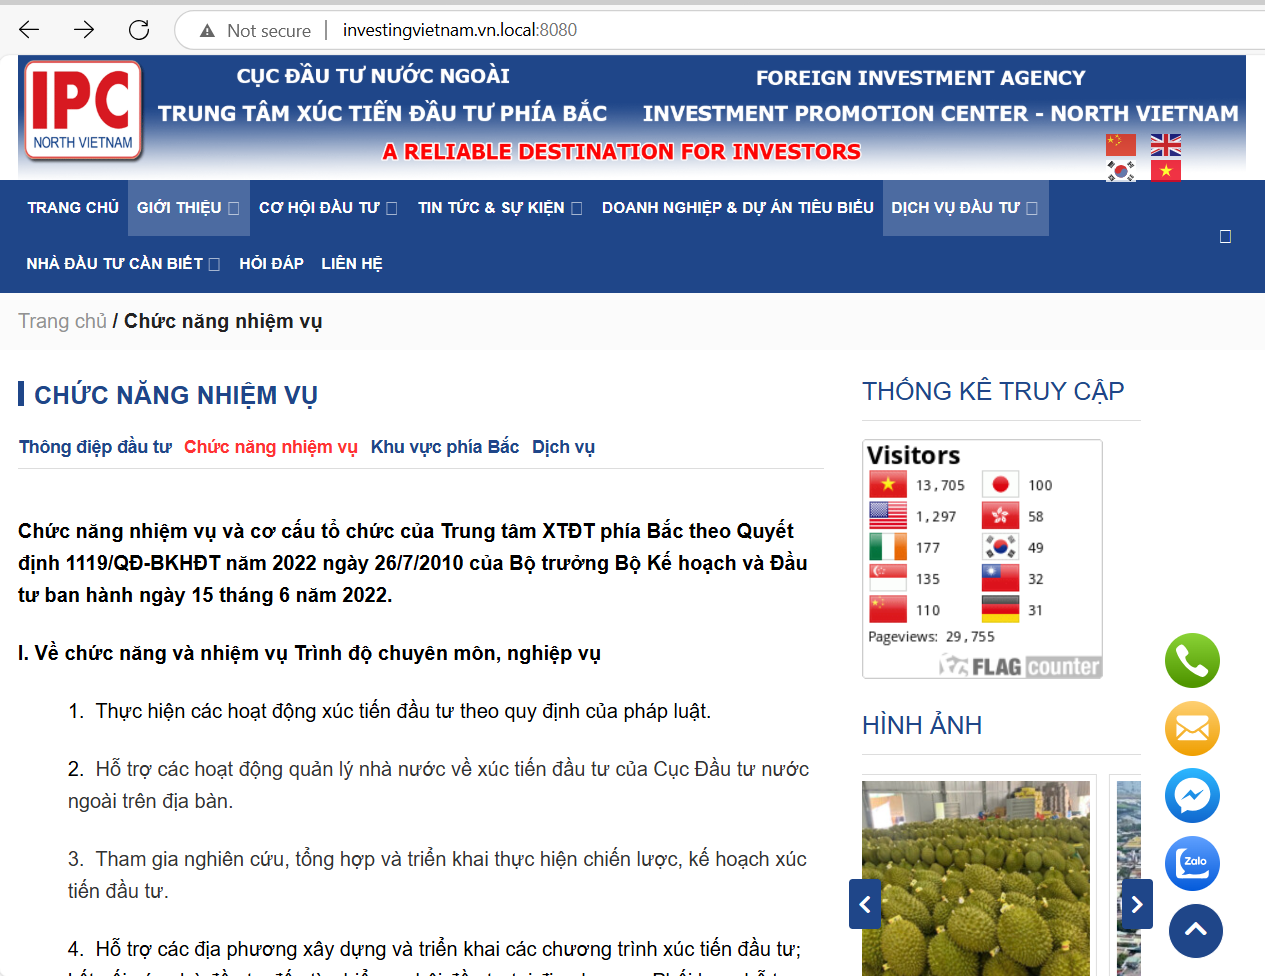 Not secure | investingvietnam.vn.local:8080
IPC
NORTH VIETNAM
CỤC ĐẦU TƯ NƯỚC NGOÀI
TRUNG TÂM XÚC TIẾN ĐẦU TƯ PHÍA BẮC
FOREIGN INVESTMENT AGENCY
INVESTMENT PROMOTION CENTER - NORTH VIETNAM
A RELIABLE DESTINATION FOR INVESTORS
TRANG CHỦ GIỚI THIỆU CƠ HỘI ĐẦU TƯ TIN TỨC & SỰ KIỆN DOANH NGHIỆP & DỰ ÁN TIÊU BIỂU DỊCH VỤ ĐẦU TƯ
NHÀ ĐẦU TƯ CẦN BIẾT HỎI ĐÁP LIÊN HỆ
Trang chủ / Chức năng nhiệm vụ
CHỨC NĂNG NHIỆM VỤ
Thông điệp đầu tư Chức năng nhiệm vụ Khu vực phía Bắc Dịch vụ
Chức năng nhiệm vụ và cơ cấu tổ chức của Trung tâm XTĐT phía Bắc theo Quyết
định 1119/QĐ-BKHĐT năm 2022 ngày 26/7/2010 của Bộ trưởng Bộ Kế hoạch và Đầu
tư ban hành ngày 15 tháng 6 năm 2022.
I. Về chức năng và nhiệm vụ Trình độ chuyên môn, nghiệp vụ
1. Thực hiện các hoạt động xúc tiến đầu tư theo quy định của pháp luật.
2. Hỗ trợ các hoạt động quản lý nhà nước về xúc tiến đầu tư của Cục Đầu tư nước
ngoài trên địa bàn.
3. Tham gia nghiên cứu, tổng hợp và triển khai thực hiện chiến lược, kế hoạch xúc
tiến đầu tư.
4. Hỗ trợ các địa phương xây dựng và triển khai các chương trình xúc tiến đầu tư;
THỐNG KÊ TRUY CẬP
Visitors
13,705 100
1,297 58
177 49
135 32
110 31
Pageviews: 29,755
FLAG counter
HÌNH ẢNH
Zalo